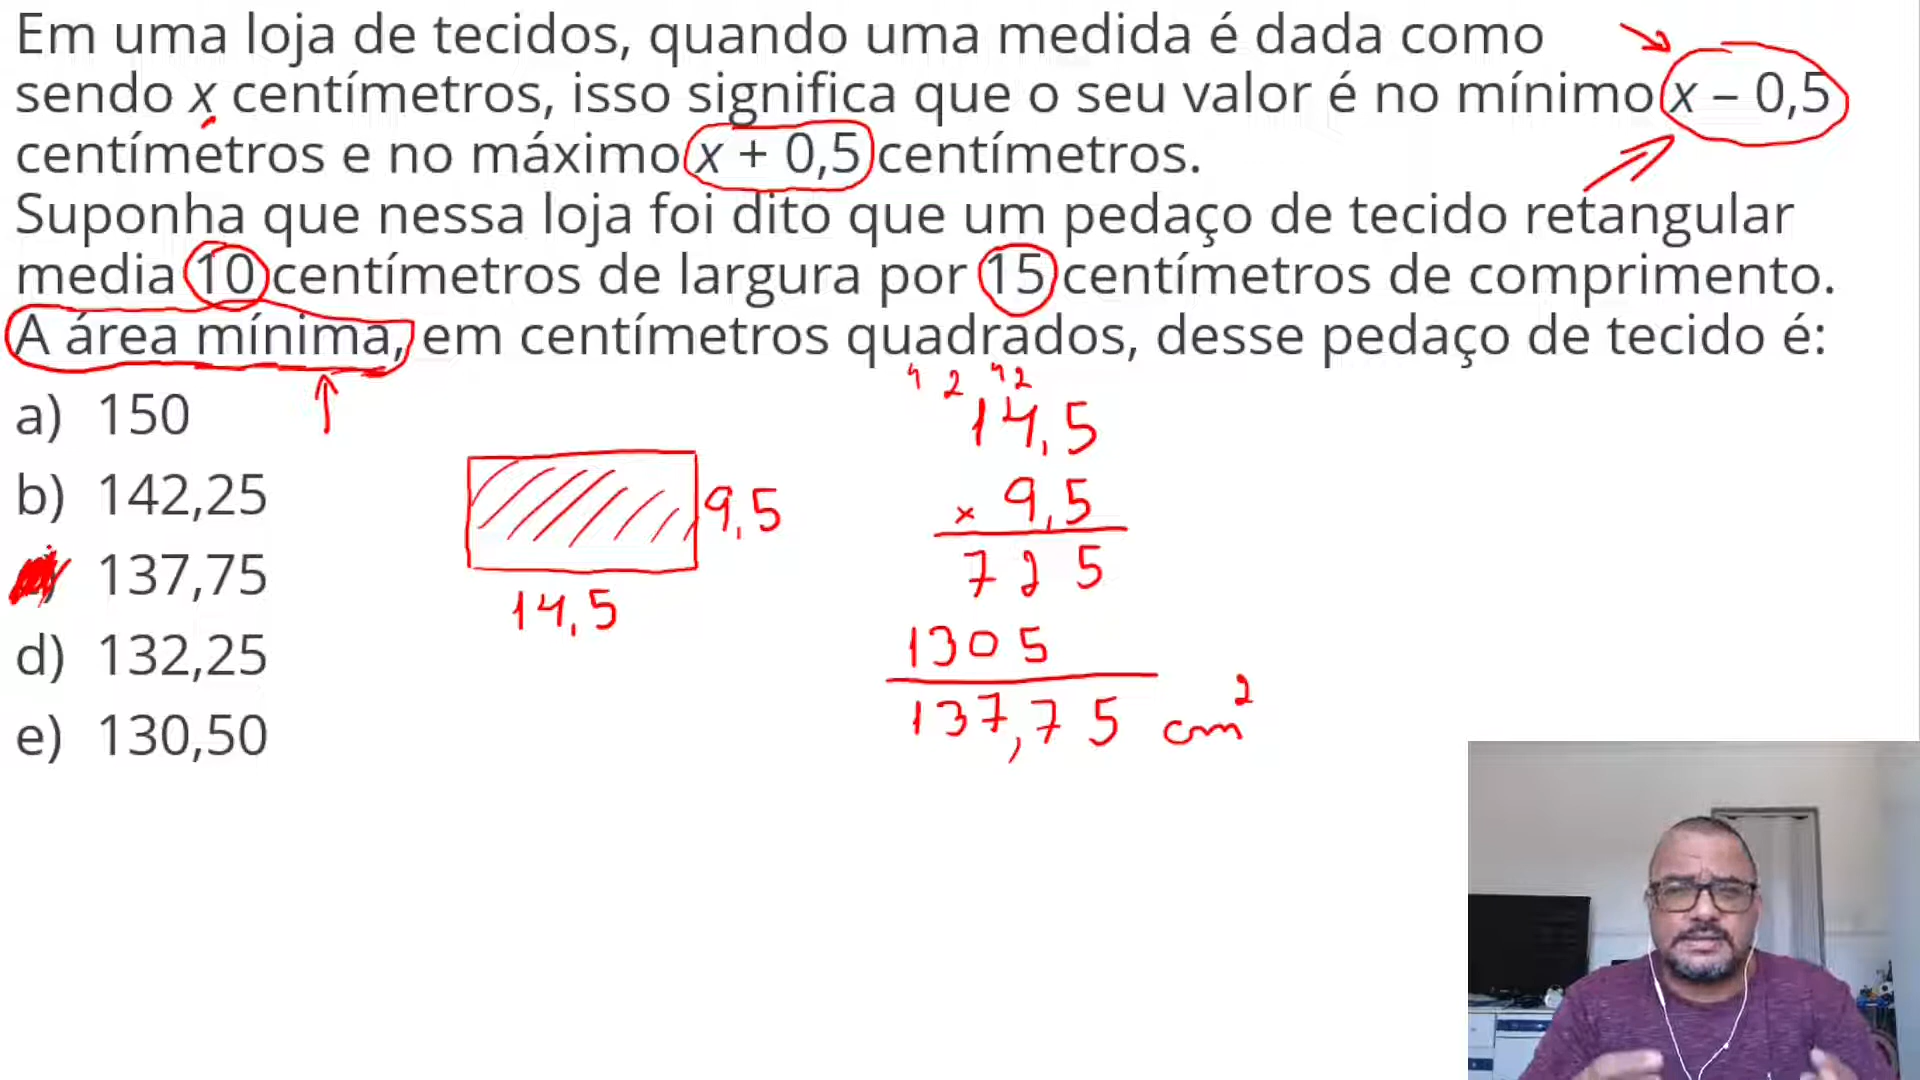 Em uma loja de tecidos, quando uma medida é dada como
sendo x centímetros, isso significa que o seu valor é no mínimo x – 0,5
centímetros e no máximo x + 0,5 centímetros.
Suponha que nessa loja foi dito que um pedaço de tecido retangular
media 10 centímetros de largura por 15 centímetros de comprimento.
A área mínima, em centímetros quadrados, desse pedaço de tecido é:
a) 150
b) 142,25
137,75
d) 132,25
e) 130,50
9,5
14,5
4 2 4 2
14,5
× 9,5
725
1305
137,75 cm²